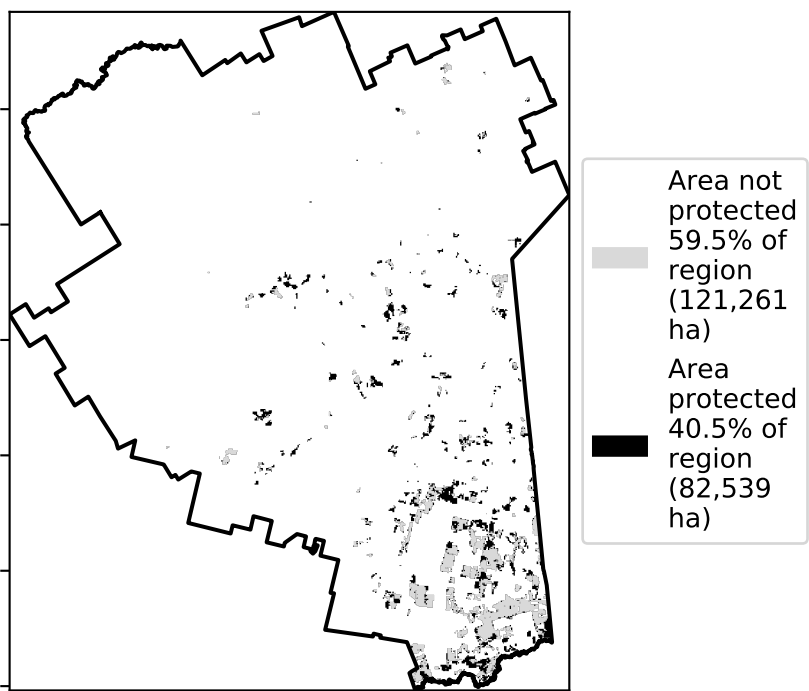 Area not
protected
59.5% of
region
(121,261
ha)
Area
protected
40.5% of
region
(82,539
ha)